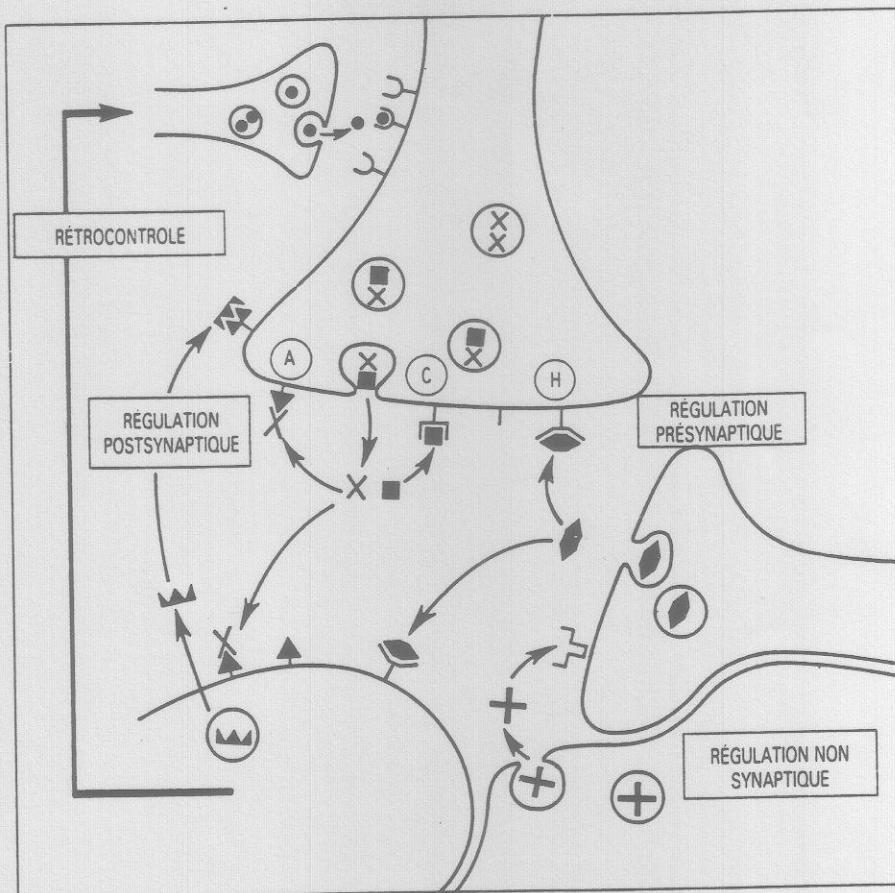 RÉTROCONTROLE
A
C
H
RÉGULATION
POSTSYNAPTIQUE
RÉGULATION
PRÉSYNAPTIQUE
RÉGULATION NON
SYNAPTIQUE